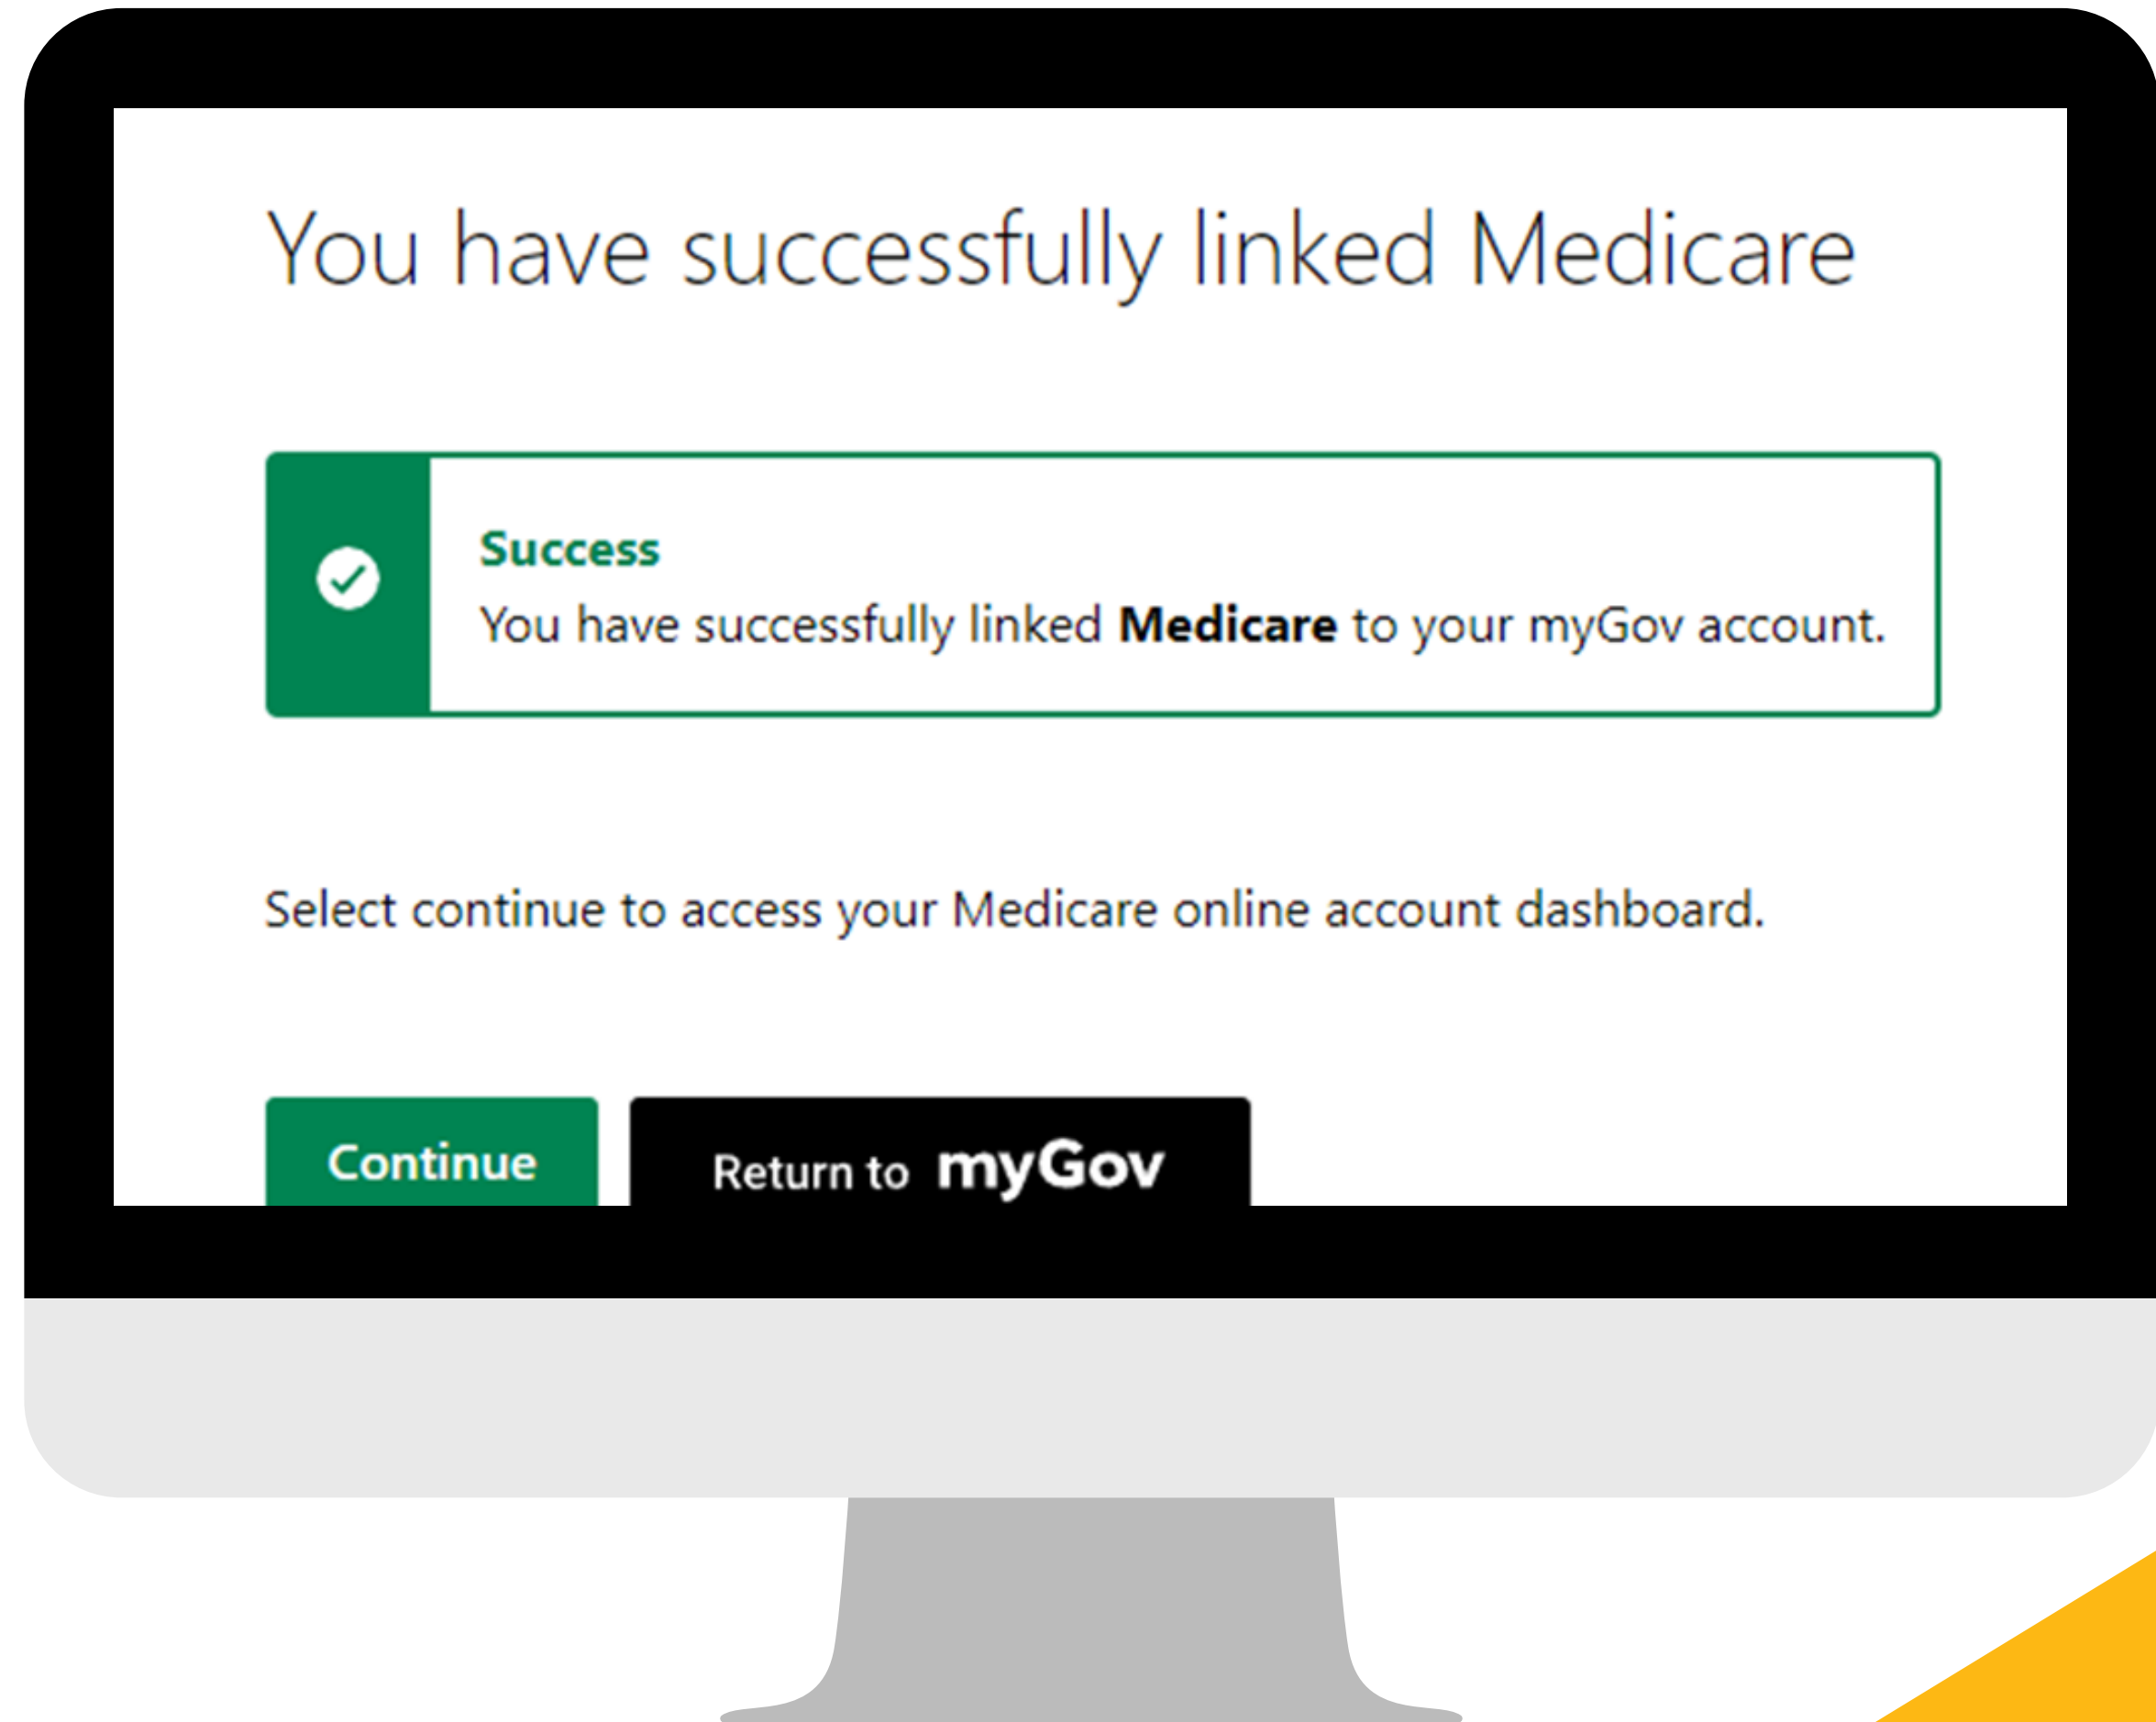 You have successfully linked Medicare
Success
You have successfully linked Medicare to your myGov account.
Select continue to access your Medicare online account dashboard.
Continue
Return to myGov